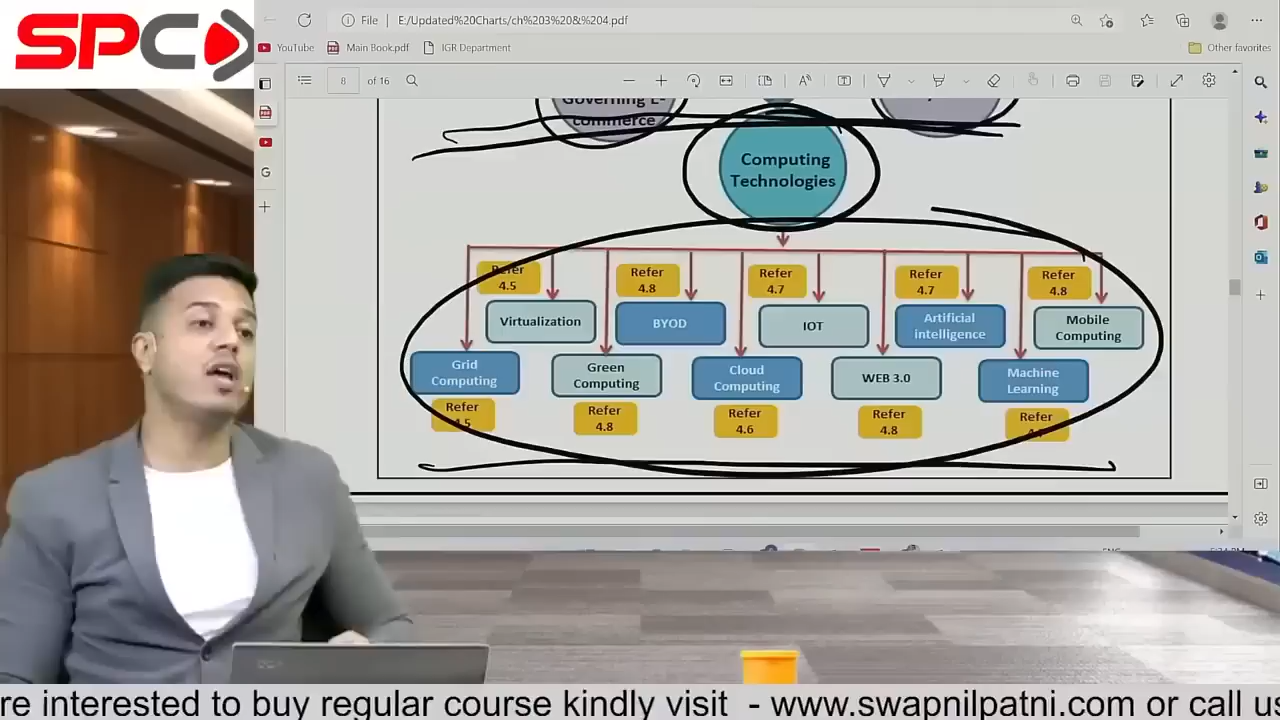 SPC
File
E:/Updated%20Charts/ch%203%20&%204.pdf
YouTube
Main Book.pdf
IGR Department
Other favorites
8
of 16
Governing E-
commerce
Computing
Technologies
Refer
4.5
Refer
4.8
Refer
4.7
Refer
4.7
Refer
4.8
Virtualization
BYOD
IOT
Artificial
intelligence
Mobile
Computing
Grid
Computing
Green
Computing
Cloud
Computing
WEB 3.0
Machine
Learning
Refer
4.5
Refer
4.8
Refer
4.6
Refer
4.8
Refer
re interested to buy regular course kindly visit - www.swapnilpatni.com or call us